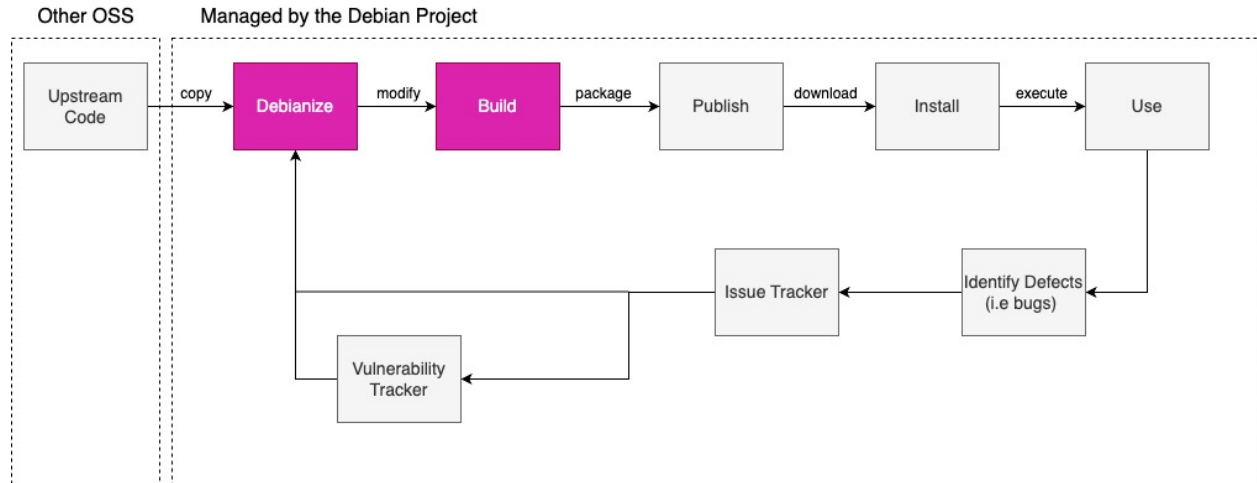 Other OSS
Managed by the Debian Project
Upstream
Code
copy
Debianize
modify
Build
package
Publish
download
Install
execute
Use
Issue Tracker
Identify Defects
(i.e bugs)
Vulnerability
Tracker